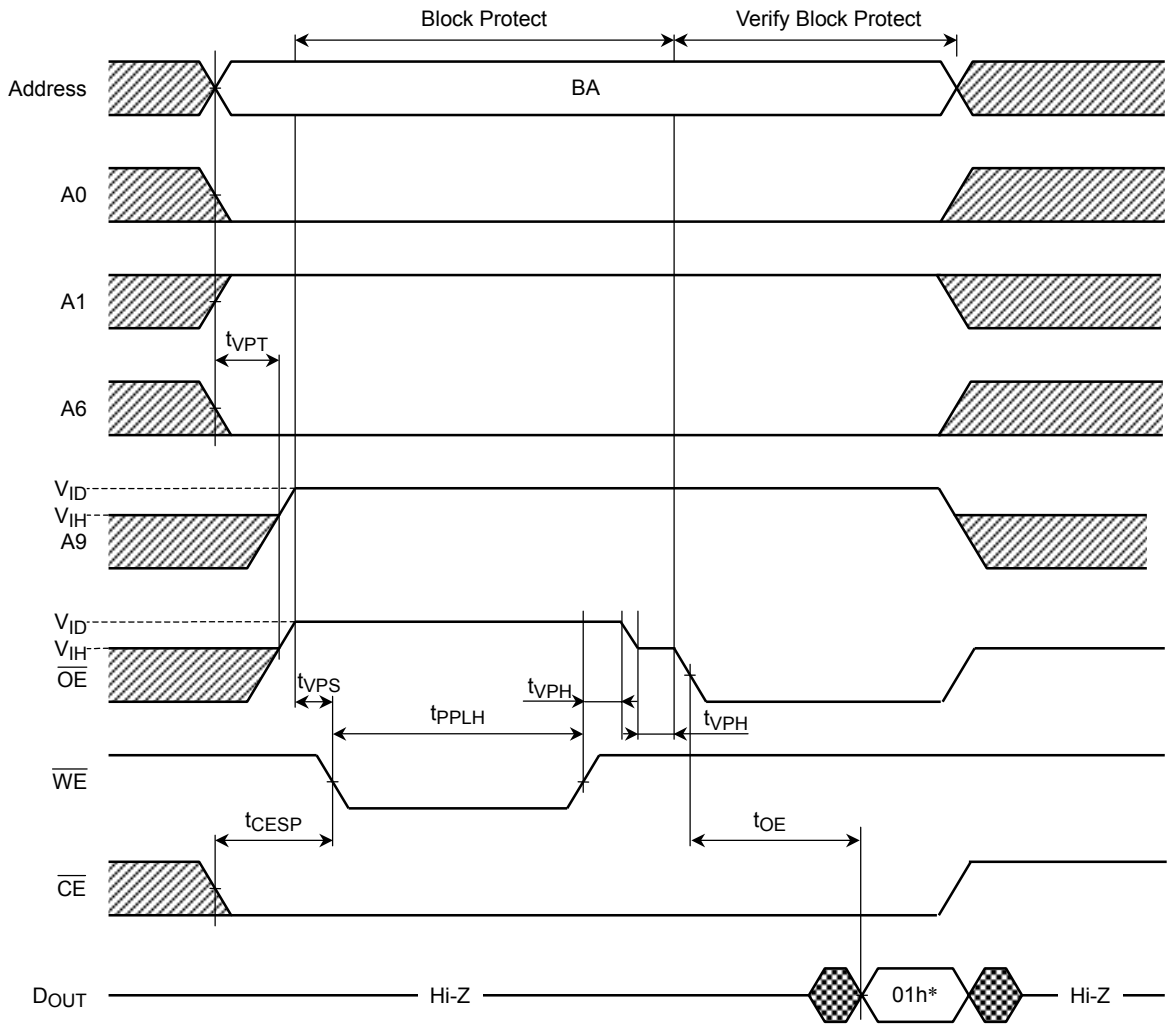 Block Protect Verify Block Protect
Address BA
A0
A1
tVPT
A6
VID
VIH
A9
VID
VIH
OE
tVPS tVPH
tPPLH tVPH
WE
tCESP tOE
CE
DOUT Hi-Z 01h* Hi-Z